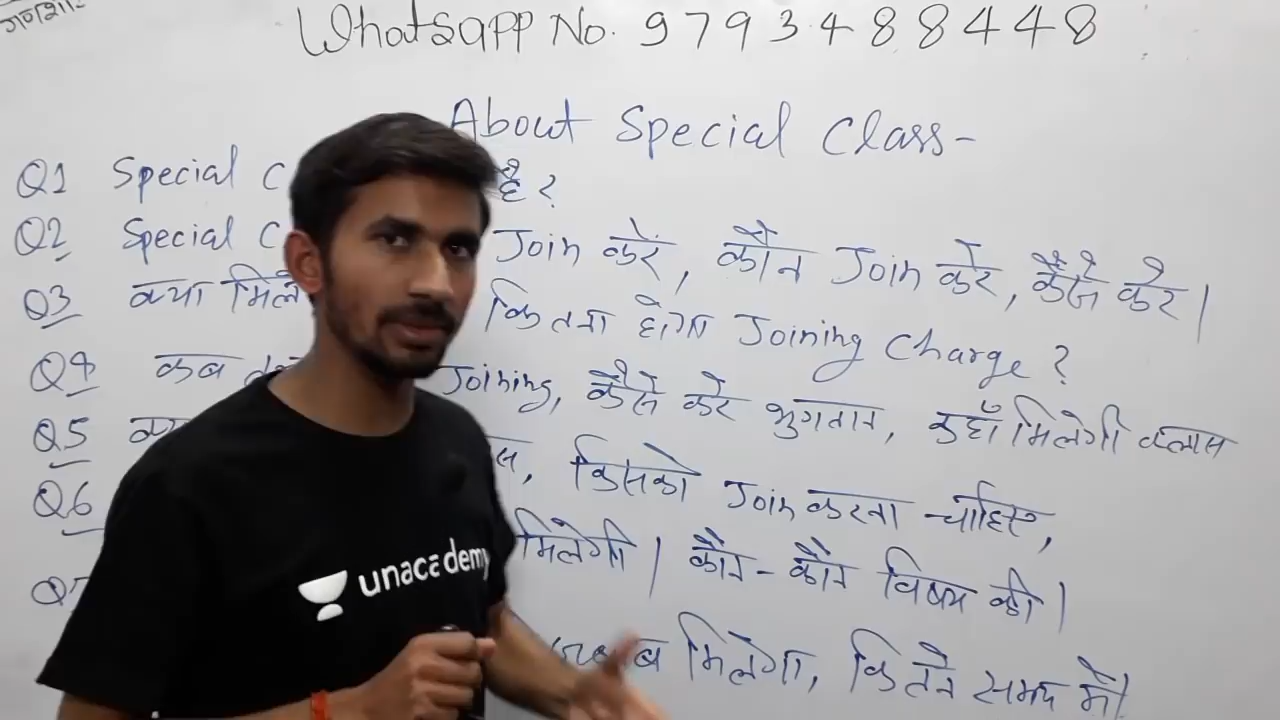 गणेशा
Whatsapp No. 9793488448
About Special Class-
Q1 Special C है ?
Q2 Special C Join करें, कौन Join करे, कैसे करे |
Q3 क्या मिले कितना होगा Joining Charge ?
Q4 कब Joining, कैसे करे भुगतान, कहाँ मिलेगी क्लास
Q5 स, किसको Join करना चाहिए,
Q6 मिलेगी | कौन-कौन विषय की |
Q7 मिलेगा, कितने समय में |
unacademy